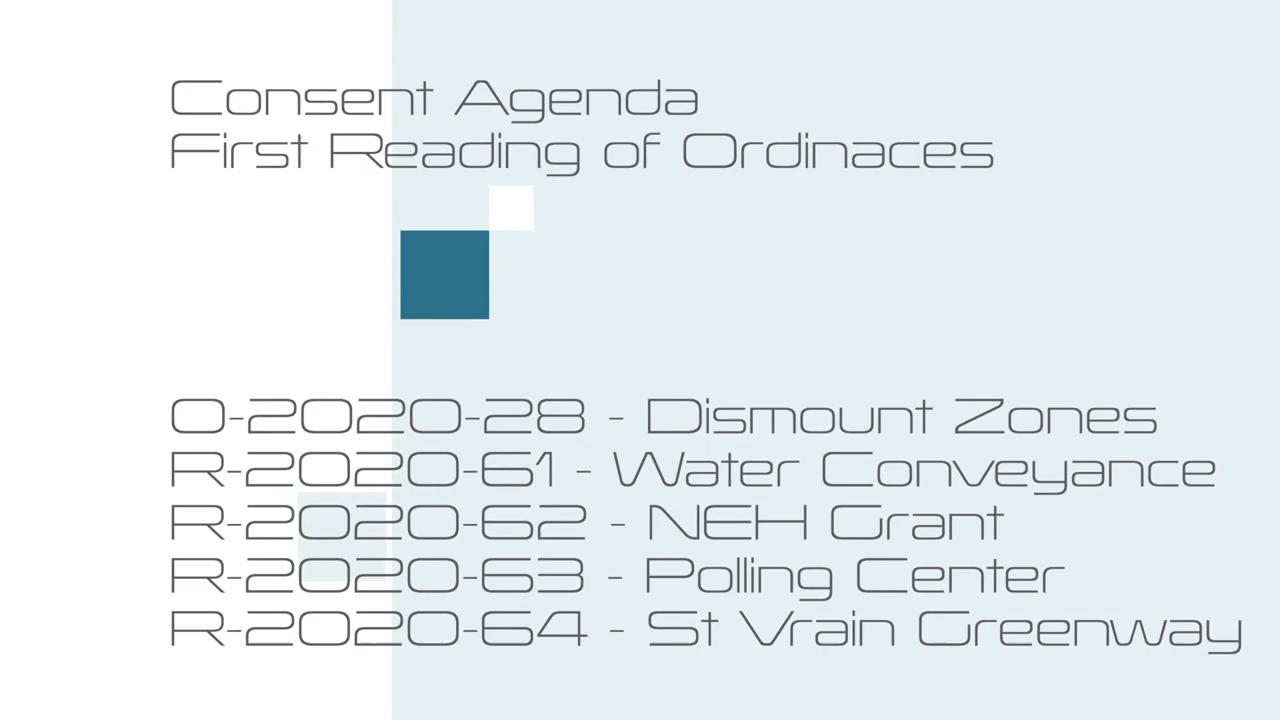 Consent Agenda
First Reading of Ordinaces
O-2020-28 - Dismount Zones
R-2020-61 - Water Conveyance
R-2020-62 - NEH Grant
R-2020-63 - Polling Center
R-2020-64 - St Vrain Greenway